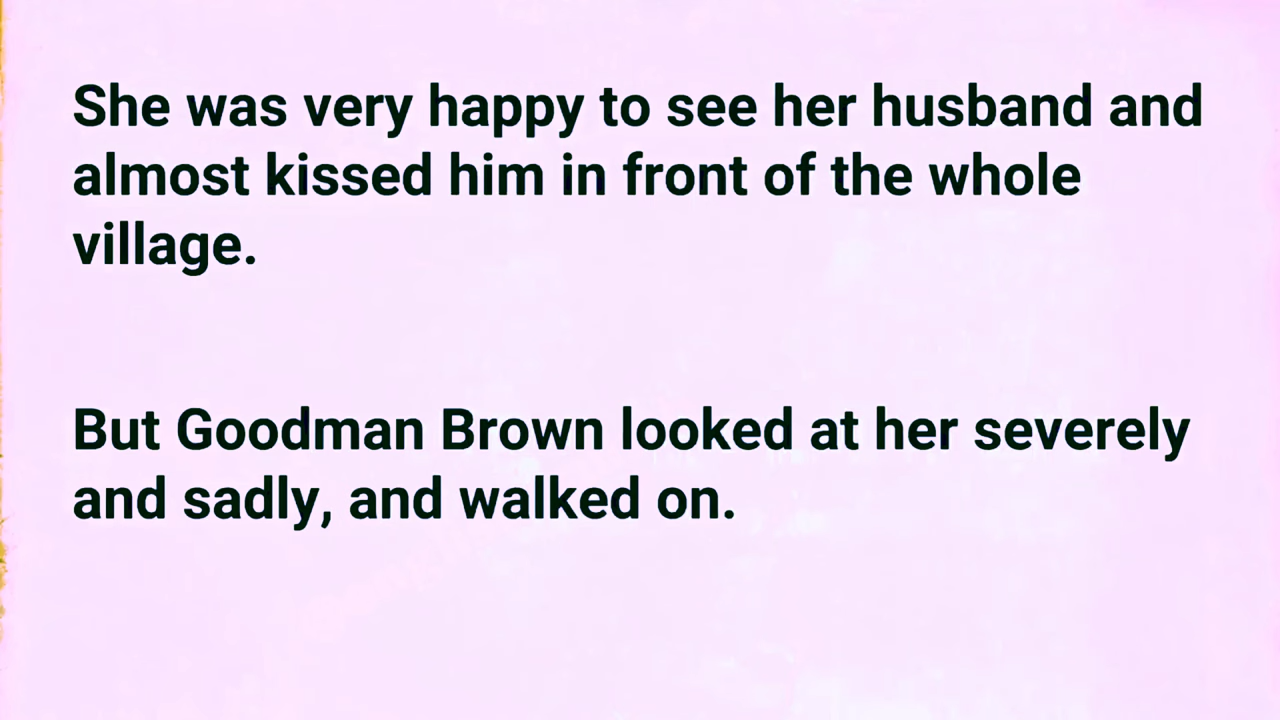 She was very happy to see her husband and
almost kissed him in front of the whole
village.
But Goodman Brown looked at her severely
and sadly, and walked on.